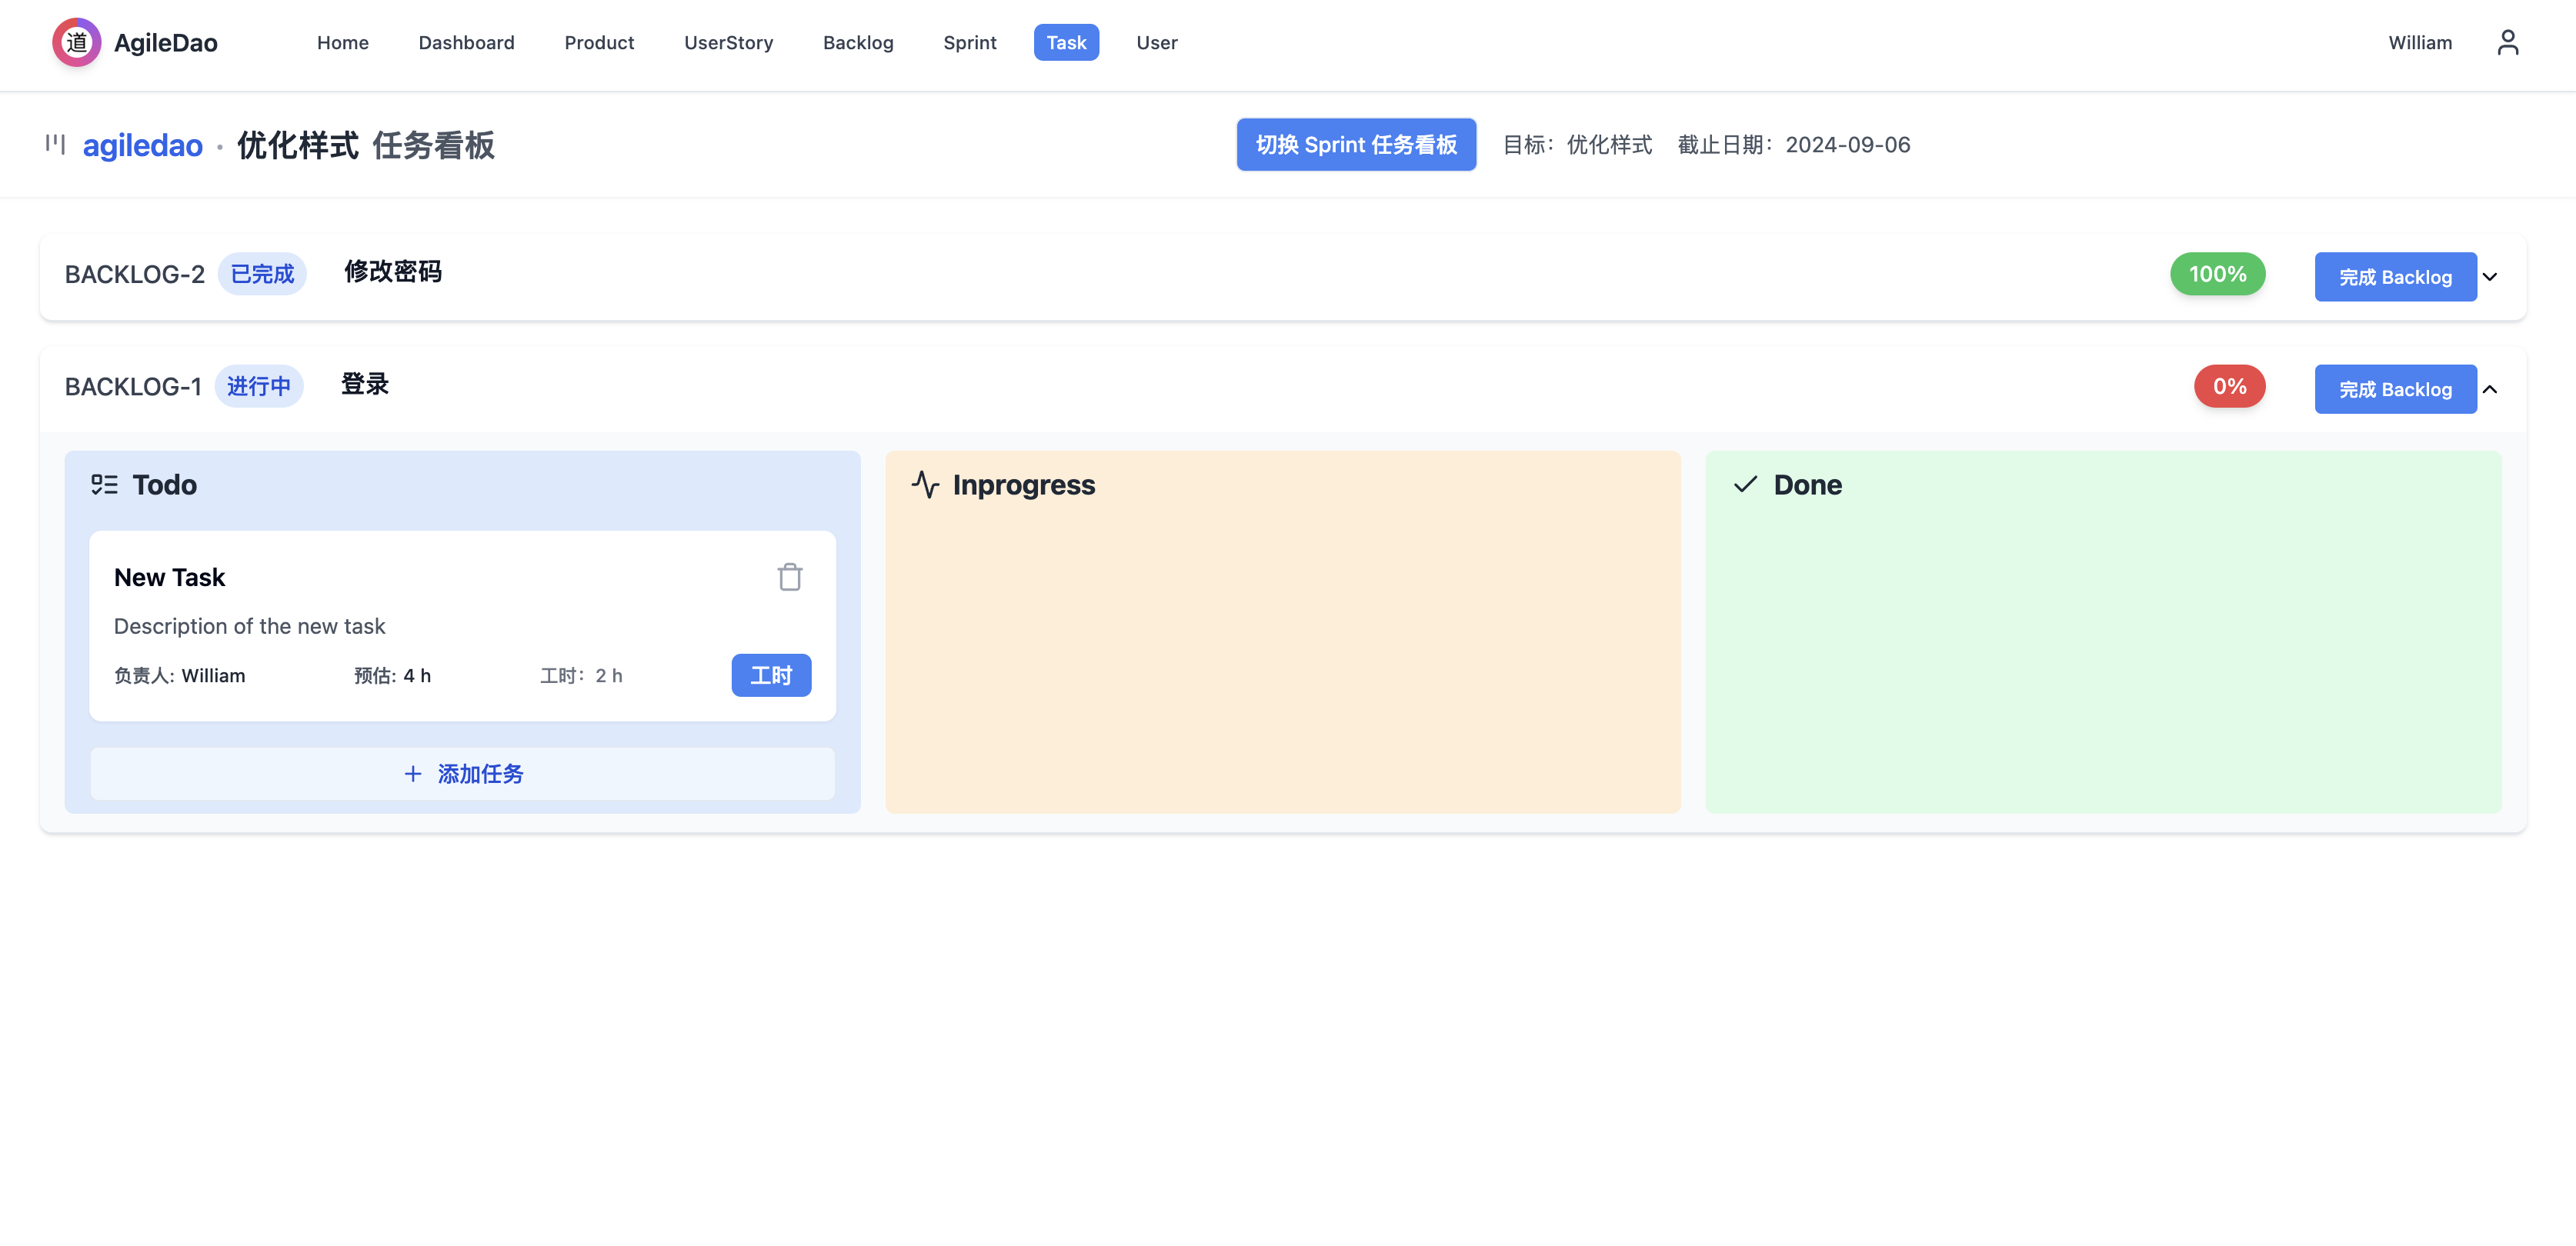 道 AgileDao Home Dashboard Product UserStory Backlog Sprint Task User William
agiledao · 优化样式 任务看板 切换 Sprint 任务看板 目标：优化样式 截止日期：2024-09-06
BACKLOG-2 已完成 修改密码 100% 完成 Backlog
BACKLOG-1 进行中 登录 0% 完成 Backlog
Todo Inprogress Done
New Task
Description of the new task
负责人: William 预估: 4 h 工时：2 h 工时
+ 添加任务